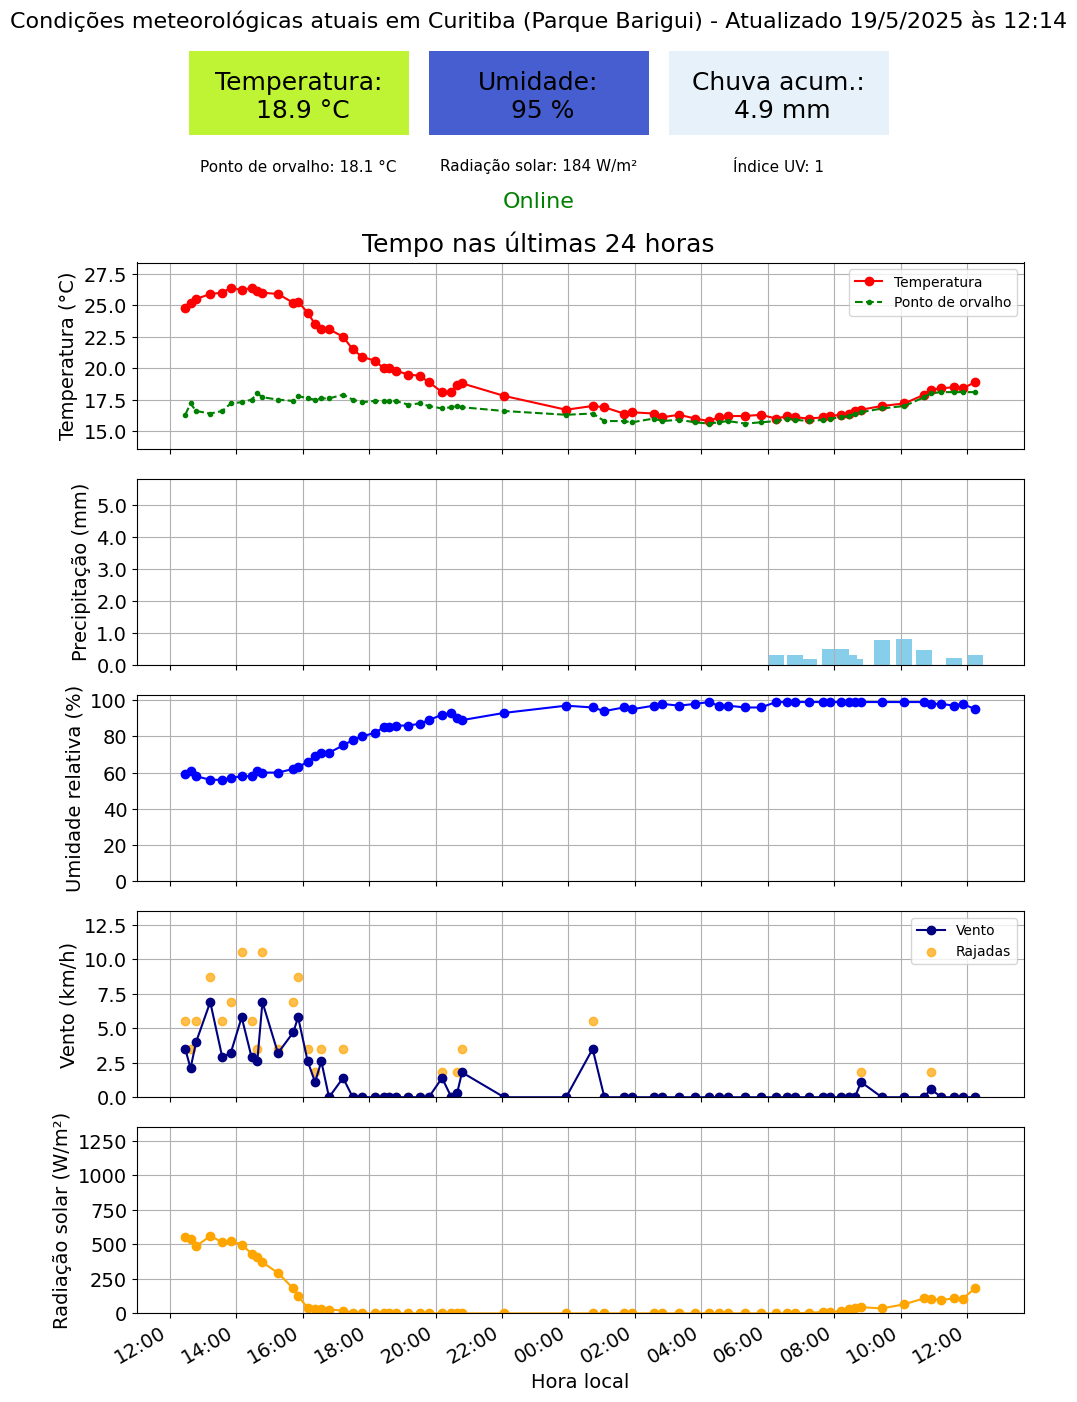 Condições meteorológicas atuais em Curitiba (Parque Barigui) - Atualizado 19/5/2025 às 12:14
Temperatura:
18.9 °C
Umidade:
95 %
Chuva acum.:
4.9 mm
Ponto de orvalho: 18.1 °C
Radiação solar: 184 W/m²
Índice UV: 1
Online
Tempo nas últimas 24 horas
Temperatura (°C)
27.5
25.0
22.5
20.0
17.5
15.0
Temperatura
Ponto de orvalho
Precipitação (mm)
5.0
4.0
3.0
2.0
1.0
0.0
Umidade relativa (%)
100
80
60
40
20
0
Vento (km/h)
12.5
10.0
7.5
5.0
2.5
0.0
Vento
Rajadas
Radiação solar (W/m²)
1250
1000
750
500
250
0
12:00 14:00 16:00 18:00 20:00 22:00 00:00 02:00 04:00 06:00 08:00 10:00 12:00
Hora local